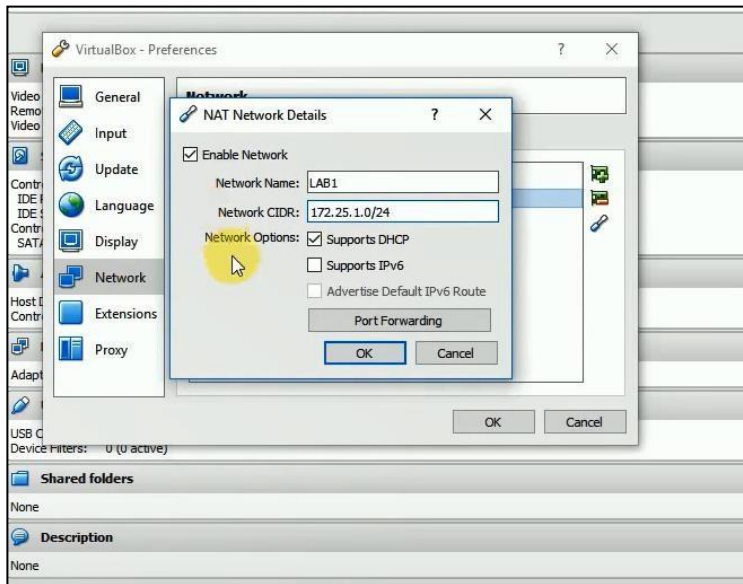 VirtualBox - Preferences
?
Video
Remo
Video
General
Input
Update
Language
Display
Network
Extensions
Proxy
Network
NAT Network Details
?
Enable Network
Network Name: LAB1
Network CIDR: 172.25.1.0/24
Network Options: Supports DHCP
Supports IPv6
Advertise Default IPv6 Route
Port Forwarding
OK Cancel
Contr
IDE
IDE
Contr
SATA
Host D
Contr
Adapt
OK Cancel
USB C
Device Filters: 0 (0 active)
Shared folders
None
Description
None